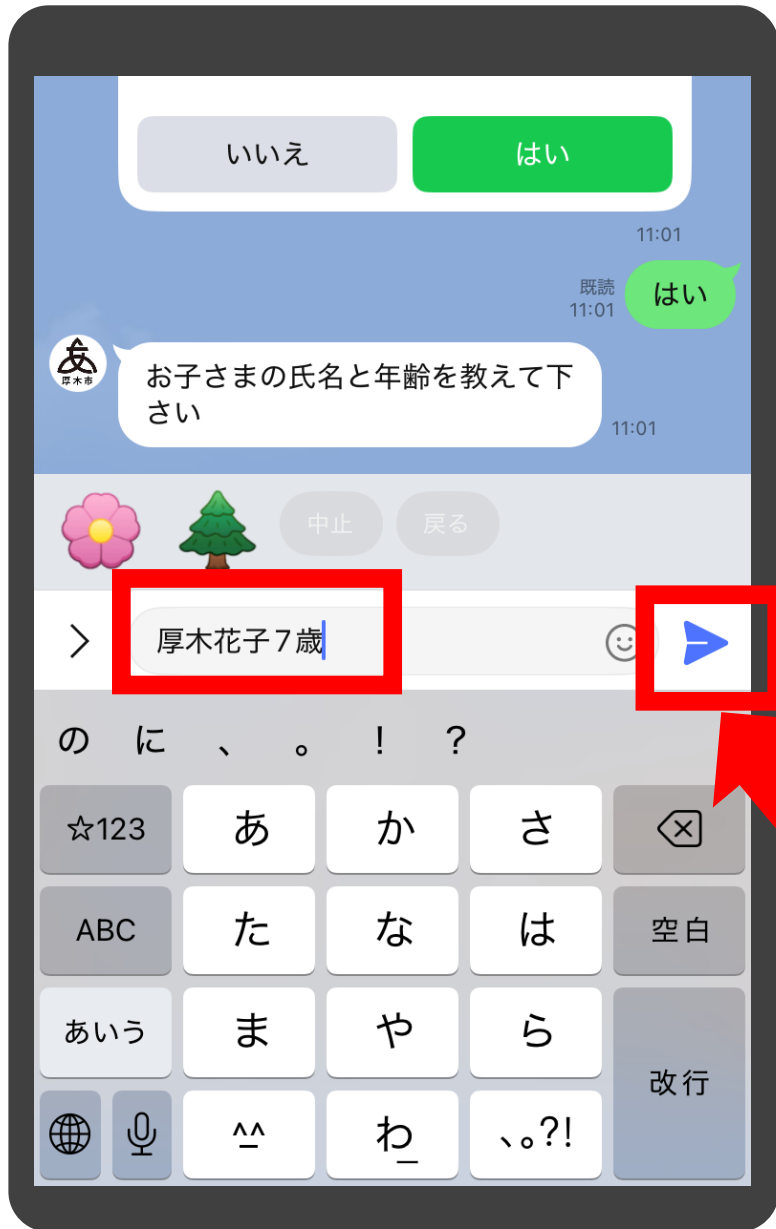 いいえ はい
11:01
既読
11:01 はい
厚木市
お子さまの氏名と年齢を教えて下
さい
11:01
中止 戻る
厚木花子７歳
の に 、 。 ! ?
☆123 あ か さ
ABC た な は 空白
あいう ま や ら
改行
^^ わ 、。?!